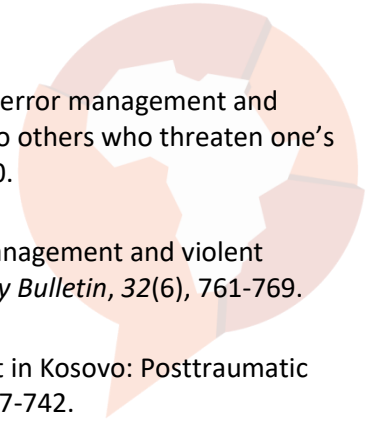 error management and
o others who threaten one's
0.
nagement and violent
y Bulletin, 32(6), 761-769.
t in Kosovo: Posttraumatic
7-742.